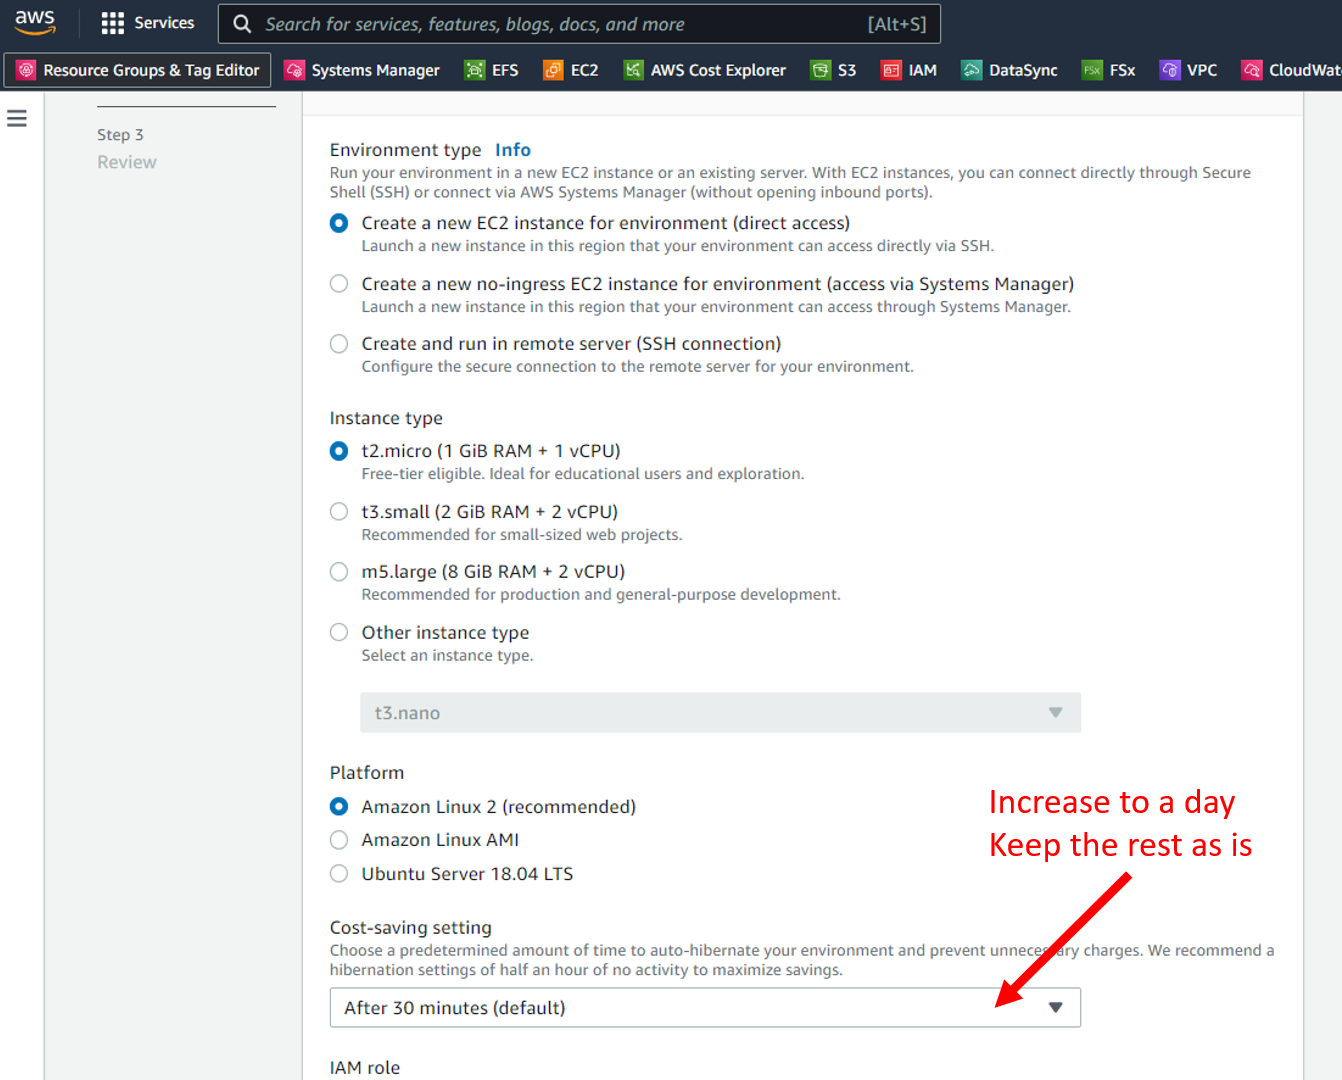 aws
Services
Search for services, features, blogs, docs, and more
[Alt+S]
Resource Groups & Tag Editor
Systems Manager
EFS
EC2
AWS Cost Explorer
S3
IAM
DataSync
FSx
FSx
VPC
CloudWat
Step 3
Review
Environment type Info
Run your environment in a new EC2 instance or an existing server. With EC2 instances, you can connect directly through Secure
Shell (SSH) or connect via AWS Systems Manager (without opening inbound ports).
Create a new EC2 instance for environment (direct access)
Launch a new instance in this region that your environment can access directly via SSH.
Create a new no-ingress EC2 instance for environment (access via Systems Manager)
Launch a new instance in this region that your environment can access through Systems Manager.
Create and run in remote server (SSH connection)
Configure the secure connection to the remote server for your environment.
Instance type
t2.micro (1 GiB RAM + 1 vCPU)
Free-tier eligible. Ideal for educational users and exploration.
t3.small (2 GiB RAM + 2 vCPU)
Recommended for small-sized web projects.
m5.large (8 GiB RAM + 2 vCPU)
Recommended for production and general-purpose development.
Other instance type
Select an instance type.
t3.nano
Platform
Amazon Linux 2 (recommended)
Amazon Linux AMI
Ubuntu Server 18.04 LTS
Increase to a day
Keep the rest as is
Cost-saving setting
Choose a predetermined amount of time to auto-hibernate your environment and prevent unnecessary charges. We recommend a
hibernation settings of half an hour of no activity to maximize savings.
After 30 minutes (default)
IAM role